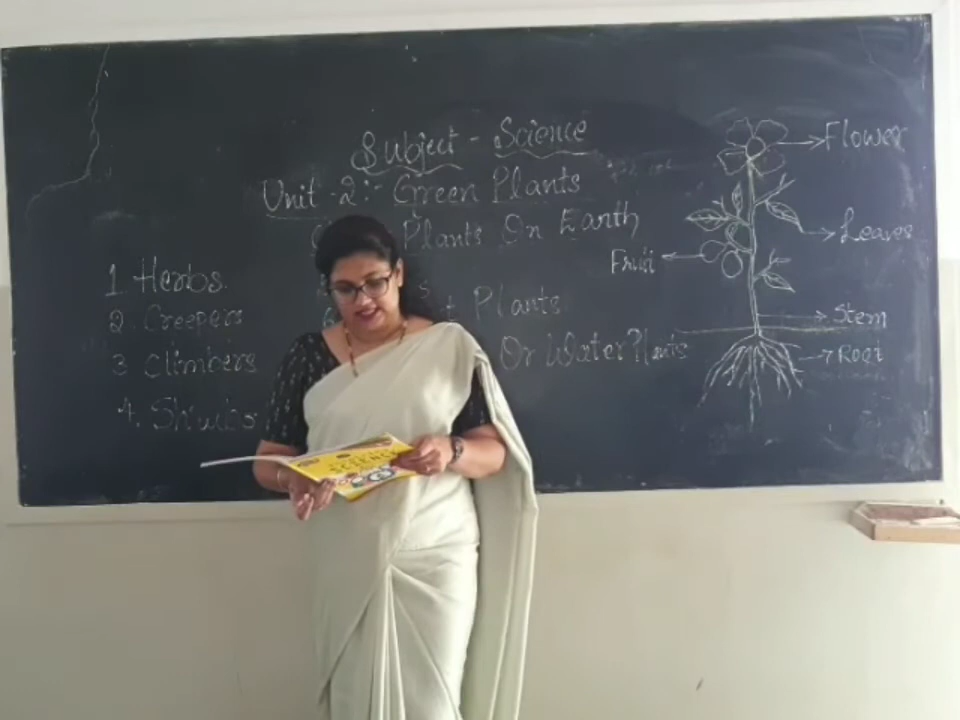 Subject - Science
Unit - 2:- Green Plants
Plants On Earth
1 Herbs.
2. Creepers
3 Climbers
4. Shrubs
Plants
Or Water Plants
Flower
Leaves
Fruit
Stem
Root
SCIENCE